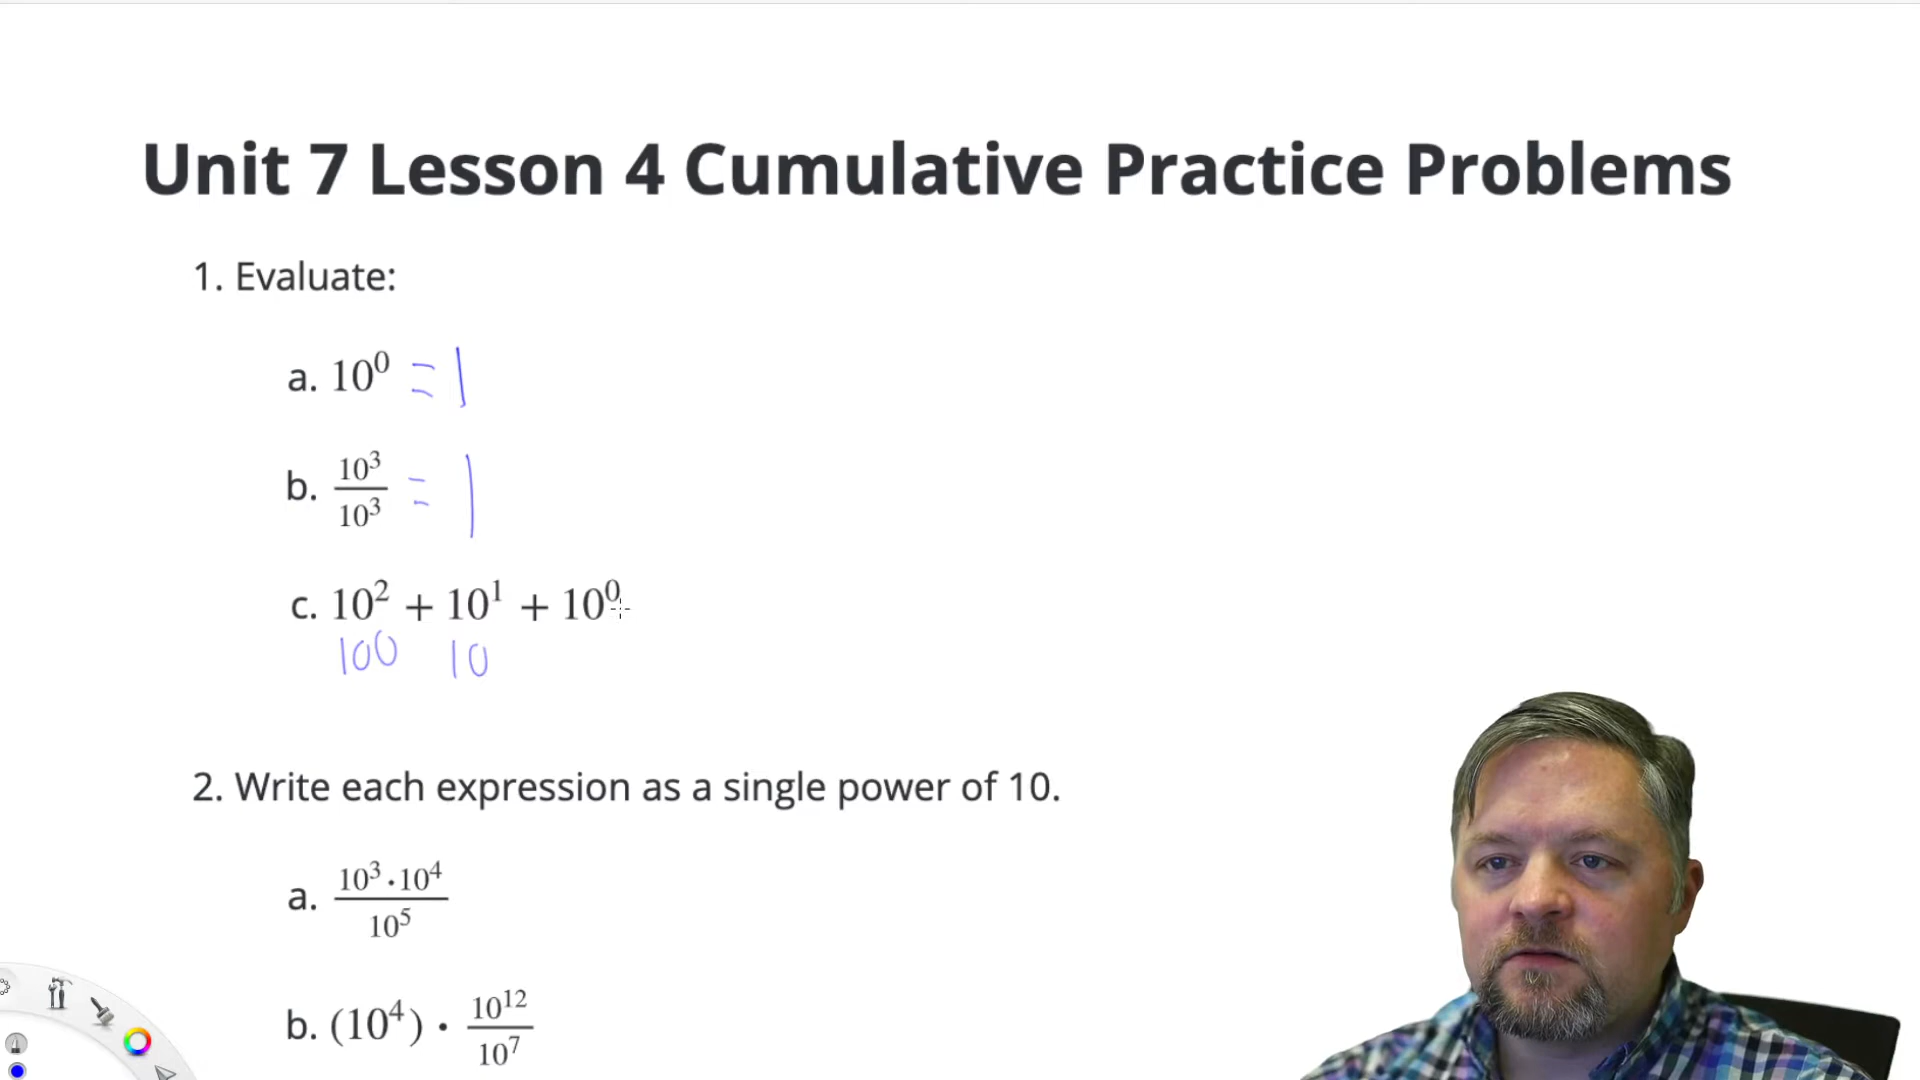 Unit 7 Lesson 4 Cumulative Practice Problems
1. Evaluate:
a. 10⁰ = 1
b. 10³/10³ = 1
c. 10² + 10¹ + 10⁰
100 10
2. Write each expression as a single power of 10.
a. 10³·10⁴/10⁵
b. (10⁴) · 10¹²/10⁷